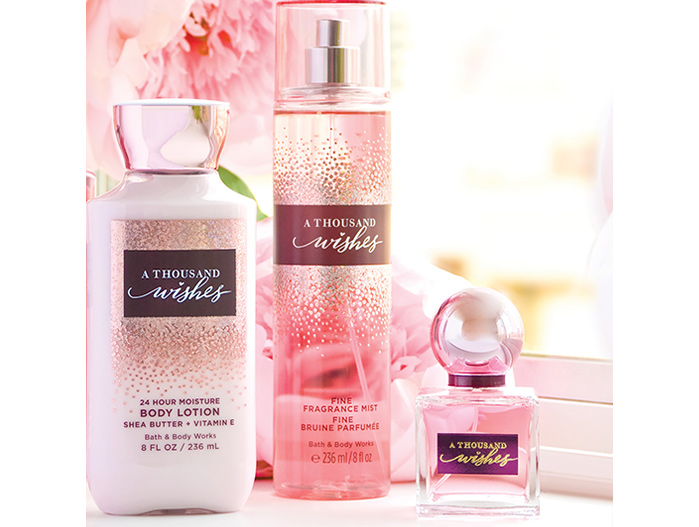 A THOUSAND
wishes
24 HOUR MOISTURE
BODY LOTION
SHEA BUTTER + VITAMIN E
Bath & Body Works
8 FL OZ / 236 mL
A THOUSAND
wishes
FINE
FRAGRANCE MIST
FINE
BRUINE PARFUMÉE
Bath & Body Works
℮ 236 ml/8 fl oz
A THOUSAND
wishes